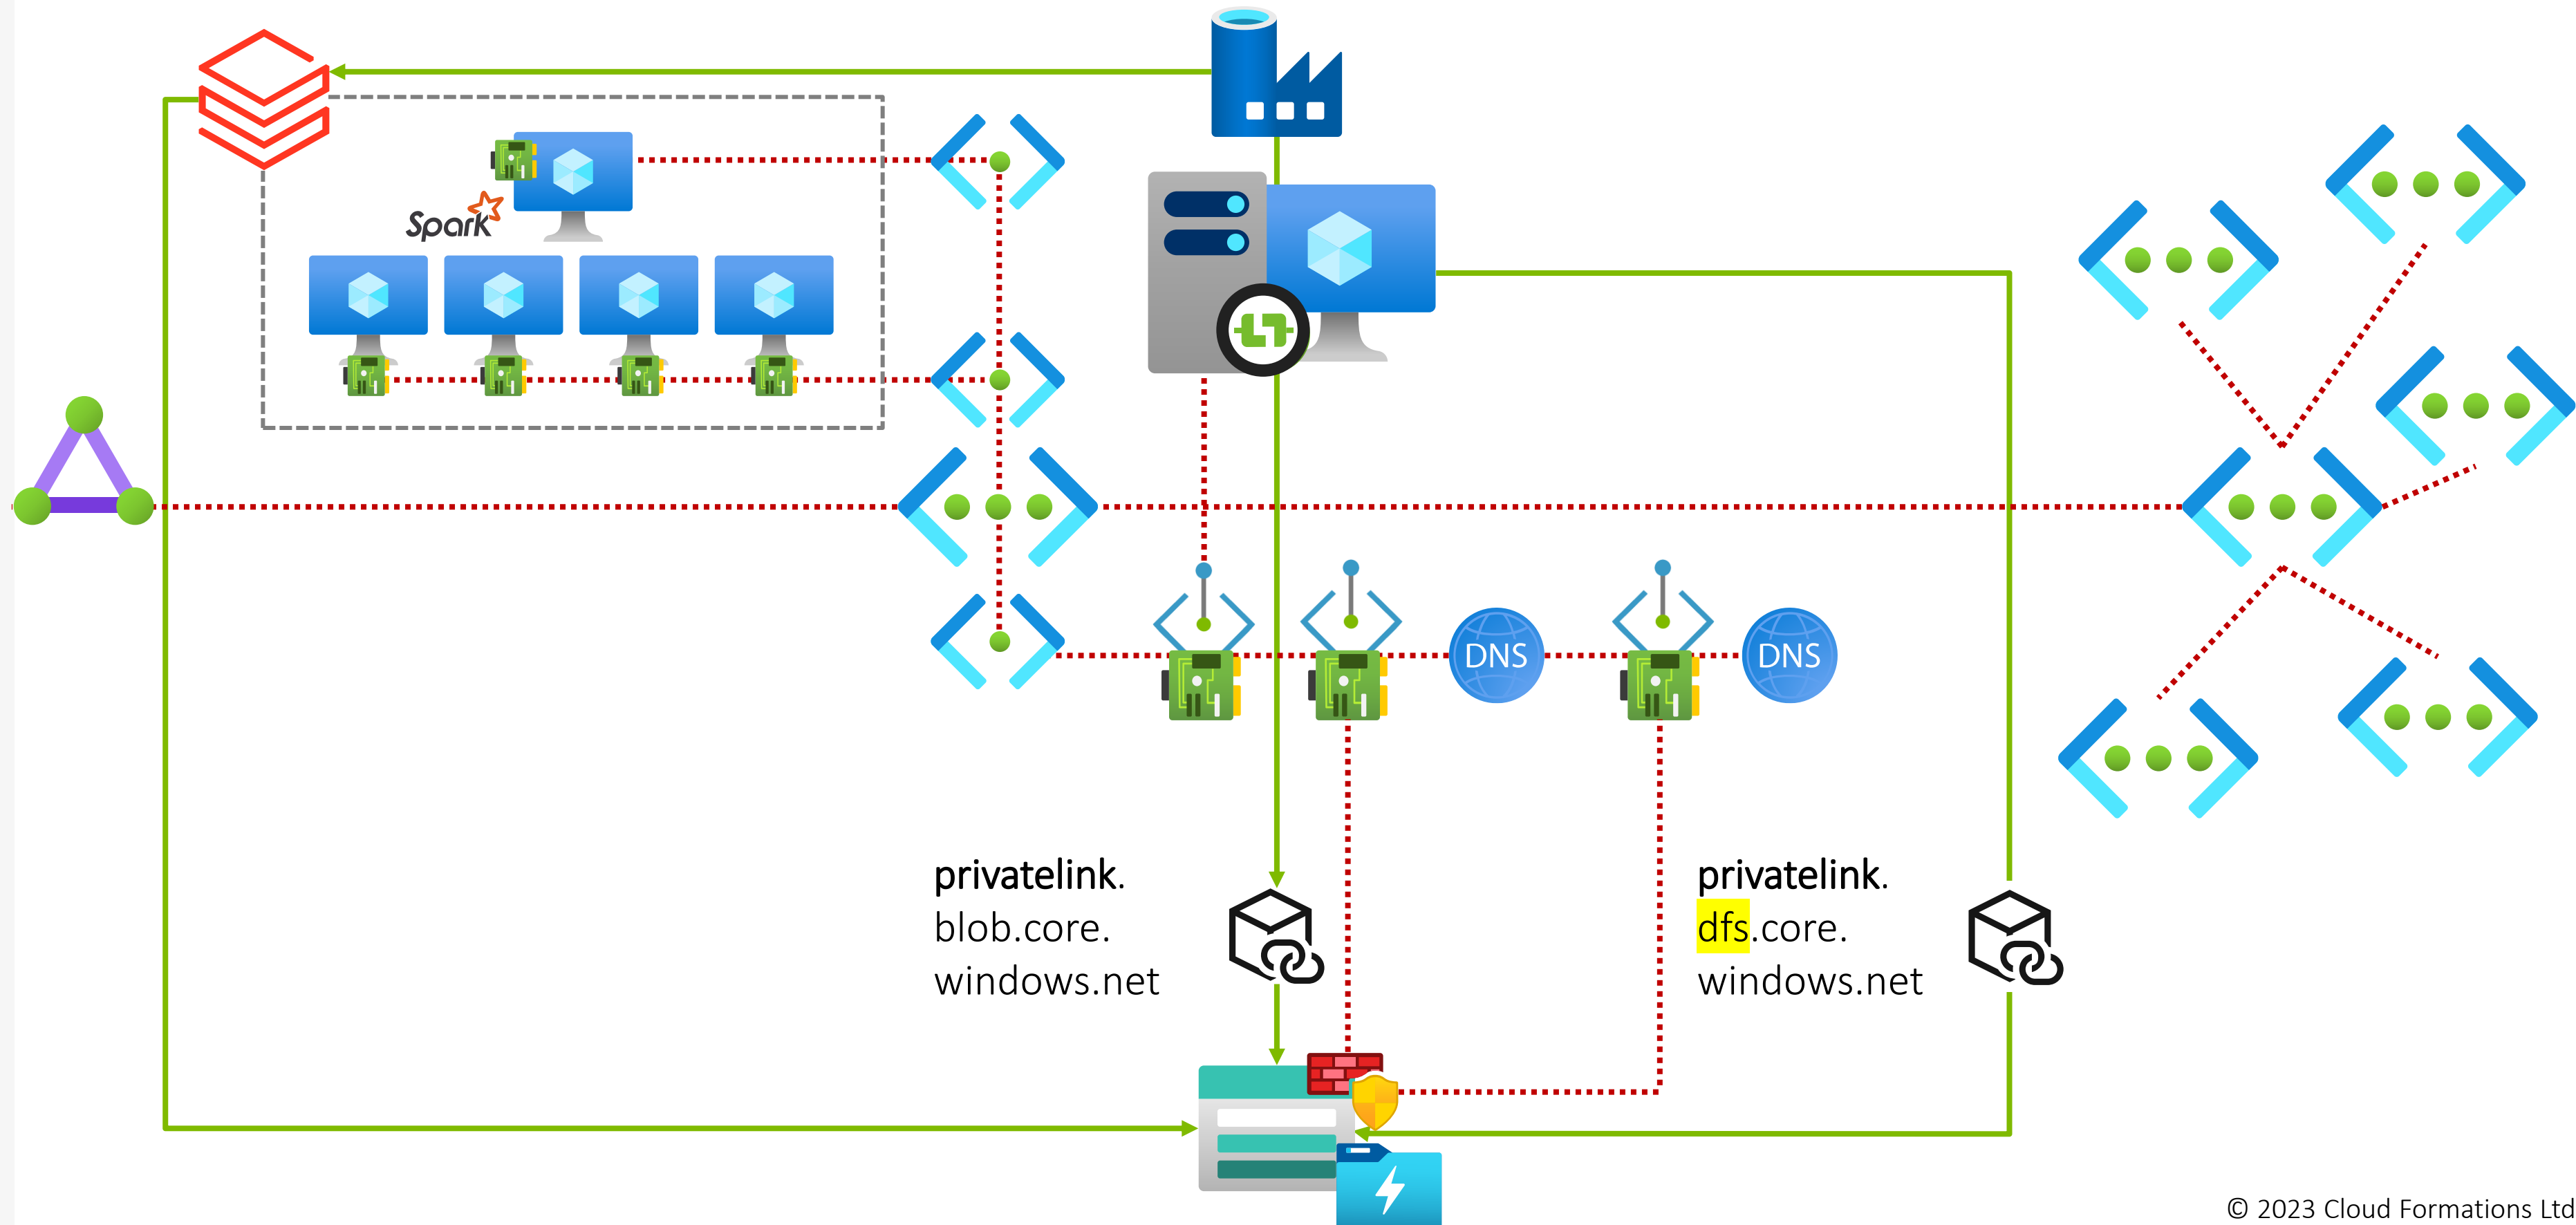 Spark
DNS
DNS
privatelink.
blob.core.
windows.net
privatelink.
dfs.core.
windows.net
© 2023 Cloud Formations Ltd